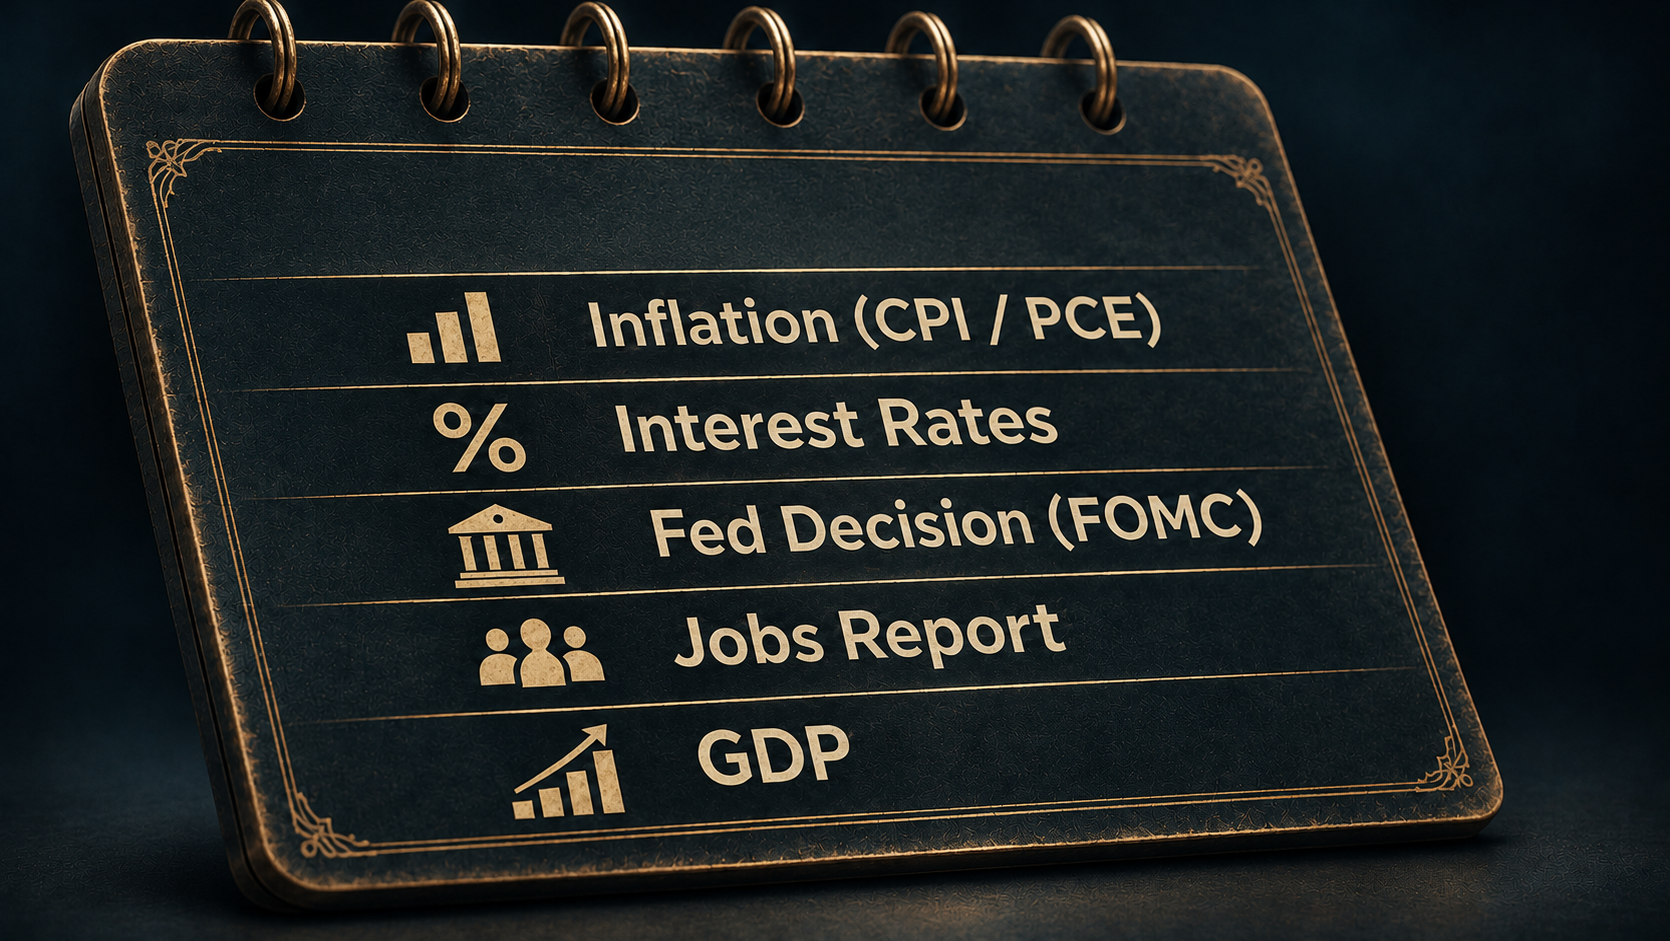 Inflation (CPI / PCE)
% Interest Rates
Fed Decision (FOMC)
Jobs Report
GDP